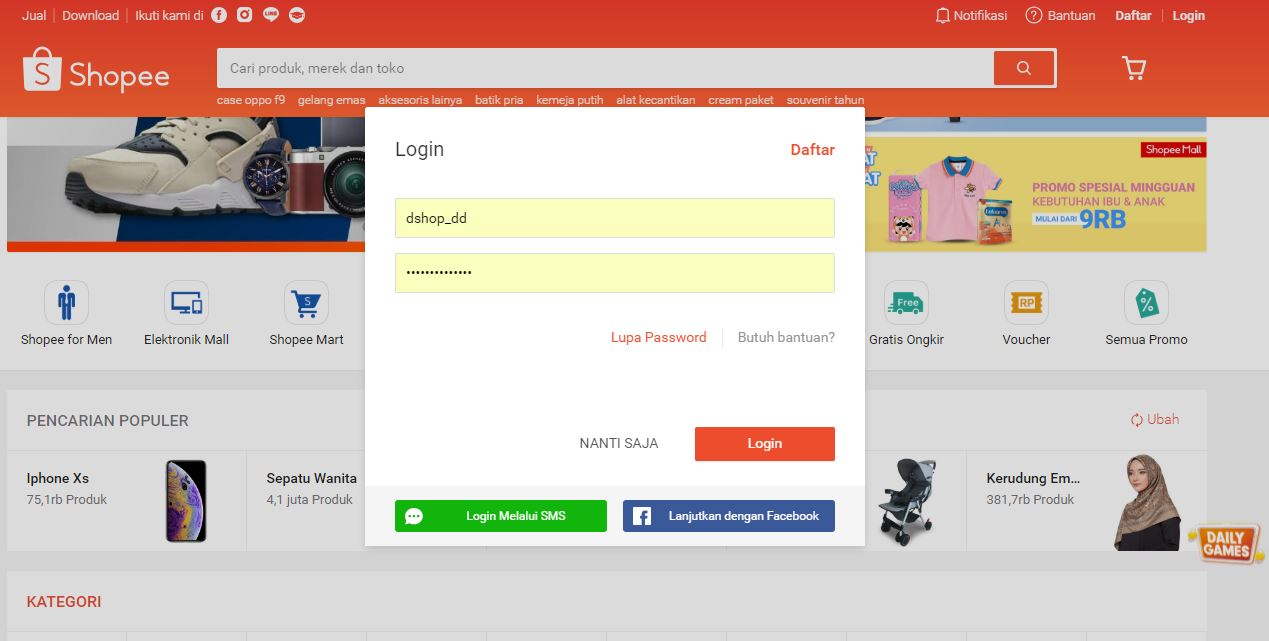 Jual Download Ikuti kami di LINE
Notifikasi Bantuan Daftar Login
S Shopee
Cari produk, merek dan toko
case oppo f9 gelang emas aksesoris lainya batik pria kemeja putih alat kecantikan cream paket souvenir tahun
Login
Daftar
dshop_dd
••••••••••••••
Lupa Password Butuh bantuan?
NANTI SAJA Login
Login Melalui SMS Lanjutkan dengan Facebook
Shopee Mall
PROMO SPESIAL MINGGUAN
KEBUTUHAN IBU & ANAK
MULAI DARI 9RB
Shopee for Men Elektronik Mall Shopee Mart Free Gratis Ongkir RP Voucher Semua Promo
PENCARIAN POPULER
Ubah
Iphone Xs
75,1rb Produk
Sepatu Wanita
4,1 juta Produk
Kerudung Em...
381,7rb Produk
DAILY
GAMES
KATEGORI